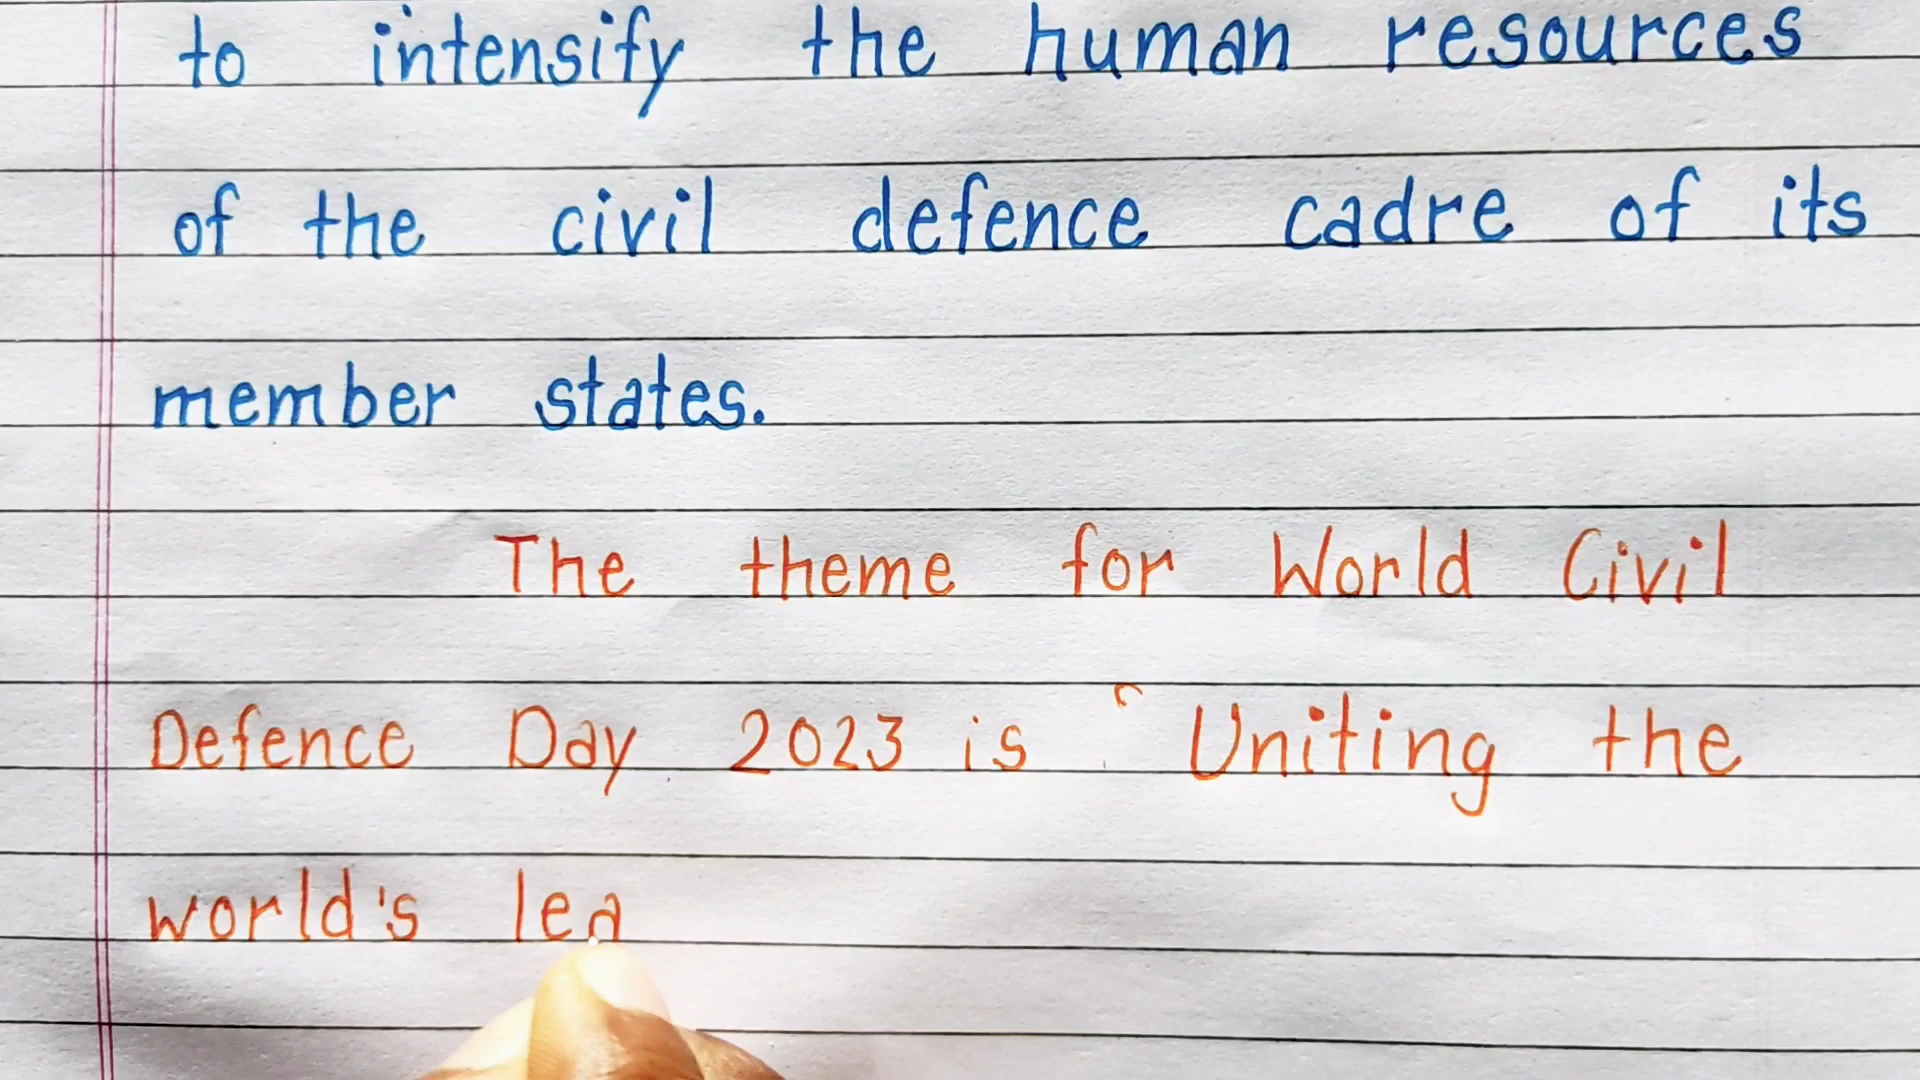 to intensify the human resources
of the civil defence cadre of its
member states.
The theme for World Civil
Defence Day 2023 is " Uniting the
world's lea